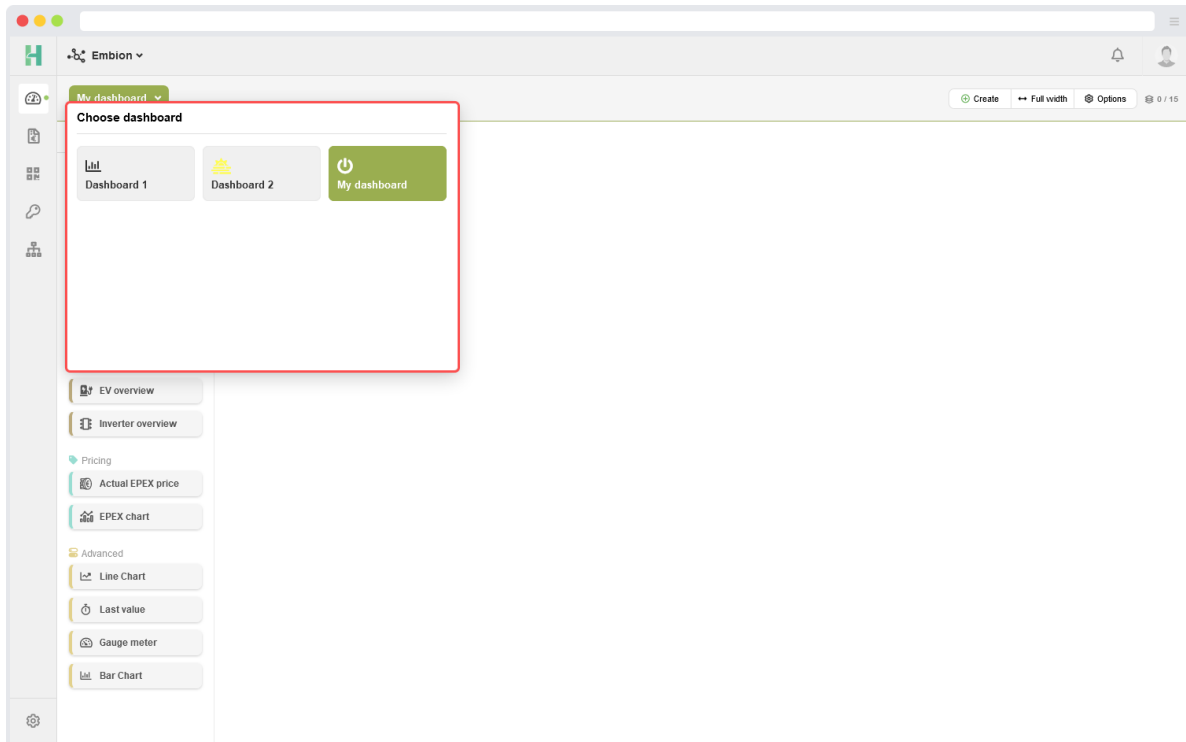 Embion
My dashboard
Create
Full width
Options
0 / 15
Choose dashboard
Dashboard 1
Dashboard 2
My dashboard
EV overview
Inverter overview
Pricing
Actual EPEX price
EPEX chart
Advanced
Line Chart
Last value
Gauge meter
Bar Chart